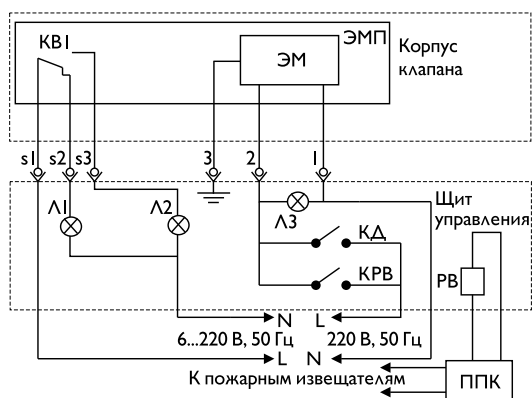 КВ1
ЭМП
ЭМ
Корпус
клапана
s1 s2 s3 3 2 1
Л1 Л2 Л3
Щит
управления
КД
КРВ
РВ
N L
6...220 В, 50 Гц 220 В, 50 Гц
L N
К пожарным извещателям
ППК